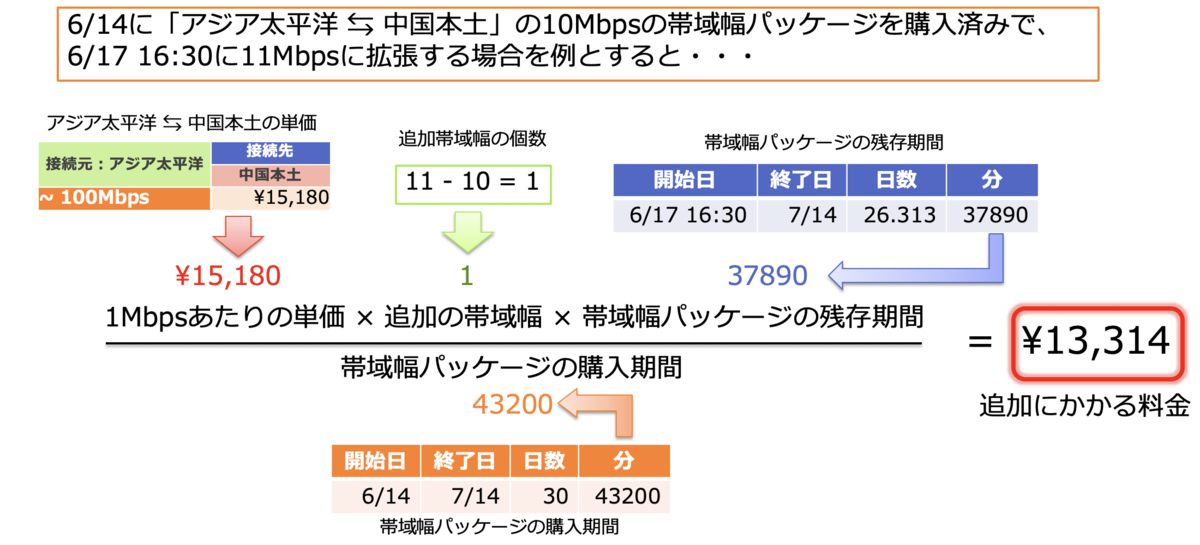 6/14に「アジア太平洋 ⇆ 中国本土」の10Mbpsの帯域幅パッケージを購入済みで、
6/17 16:30に11Mbpsに拡張する場合を例とすると・・・
アジア太平洋 ⇆ 中国本土の単価
接続元：アジア太平洋
接続先
中国本土
~ 100Mbps
¥15,180
追加帯域幅の個数
11 - 10 = 1
帯域幅パッケージの残存期間
開始日 終了日 日数 分
6/17 16:30 7/14 26.313 37890
¥15,180
1
37890
1Mbpsあたりの単価 × 追加の帯域幅 × 帯域幅パッケージの残存期間
帯域幅パッケージの購入期間
= ¥13,314
追加にかかる料金
43200
開始日 終了日 日数 分
6/14 7/14 30 43200
帯域幅パッケージの購入期間